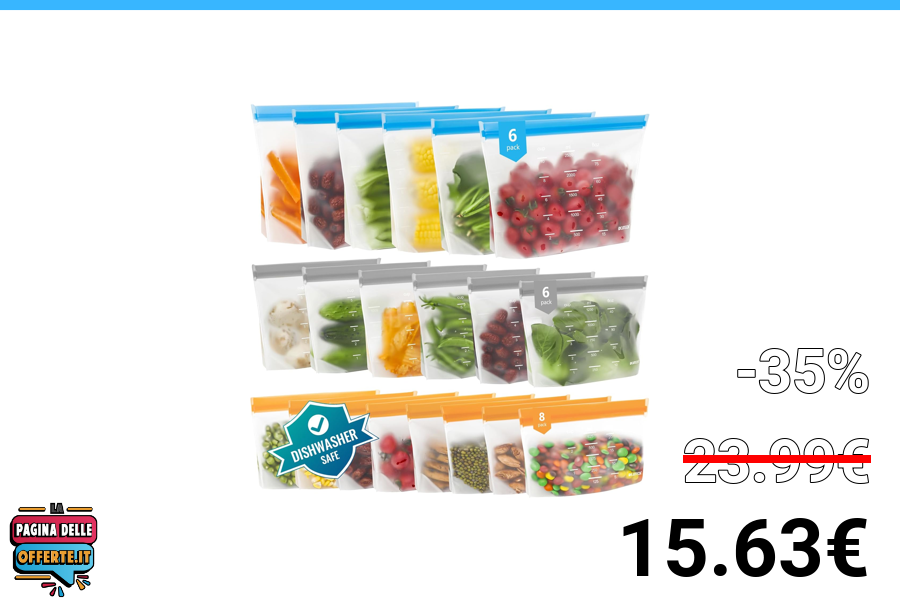 6
pack
6
pack
8
pack
DISHWASHER
SAFE
-35%
23.99€
15.63€
LA
PAGINA DELLE
OFFERTE.IT